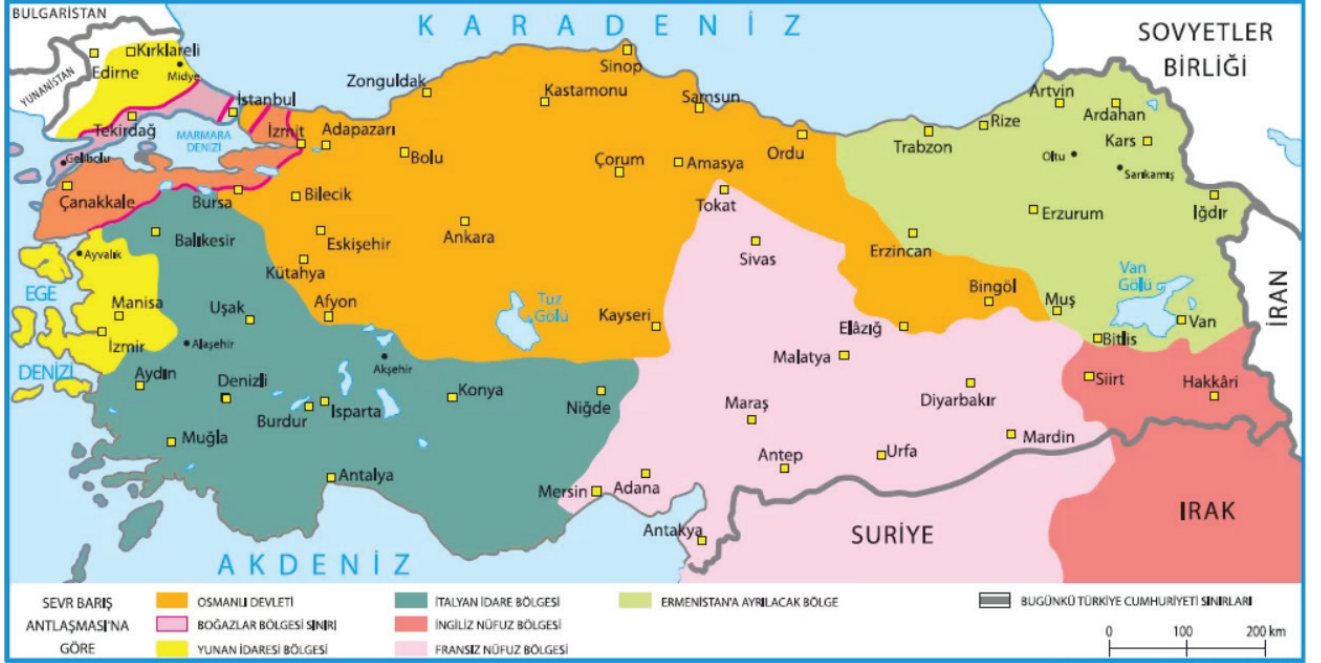 BULGARİSTAN
YUNANİSTAN
KARADENİZ
SOVYETLER
BİRLİĞİ
Kırklareli
Edirne
Midye
İstanbul
Tekirdağ
MARMARA
DENİZİ
Gelibolu
İzmit
Adapazarı
Zonguldak
Bolu
Kastamonu
Sinop
Samsun
Çorum
Amasya
Ordu
Tokat
Trabzon
Rize
Artvin
Ardahan
Kars
Oltu
Sarıkamış
Iğdır
Erzurum
Erzincan
Çanakkale
Bursa
Bilecik
Balıkesir
Eskişehir
Ankara
Kütahya
Sivas
Ayvalık
EGE
DENİZİ
Manisa
İzmir
Uşak
Afyon
Alaşehir
Akşehir
Tuz
Gölü
Kayseri
Bingöl
Elâzığ
Malatya
Muş
Van
Gölü
Van
Bitlis
İRAN
Siirt
Hakkâri
Aydın
Denizli
Burdur
Isparta
Konya
Niğde
Maraş
Diyarbakır
Mardin
Muğla
Antalya
Mersin
Adana
Antep
Urfa
Antakya
SURİYE
IRAK
AKDENİZ
SEVR BARIŞ
ANTLAŞMASI'NA
GÖRE
OSMANLI DEVLETİ
BOĞAZLAR BÖLGESİ SINIRI
YUNAN İDARESİ BÖLGESİ
İTALYAN İDARE BÖLGESİ
İNGİLİZ NÜFUZ BÖLGESİ
FRANSIZ NÜFUZ BÖLGESİ
ERMENİSTAN'A AYRILACAK BÖLGE
BUGÜNKÜ TÜRKİYE CUMHURİYETİ SINIRLARI
0 100 200 km